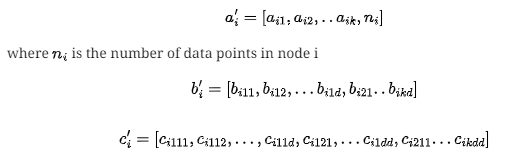 a′ᵢ = [aᵢ₁, aᵢ₂, . . aᵢₖ, nᵢ]
where nᵢ is the number of data points in node i
b′ᵢ = [bᵢ₁₁, bᵢ₁₂, . . . bᵢ₁d, bᵢ₂₁ . . bᵢₖd]
c′ᵢ = [cᵢ₁₁₁, cᵢ₁₁₂, . . . , cᵢ₁₁d, cᵢ₁₂₁, . . . cᵢ₁dd, cᵢ₂₁₁ . . . cᵢₖdd]